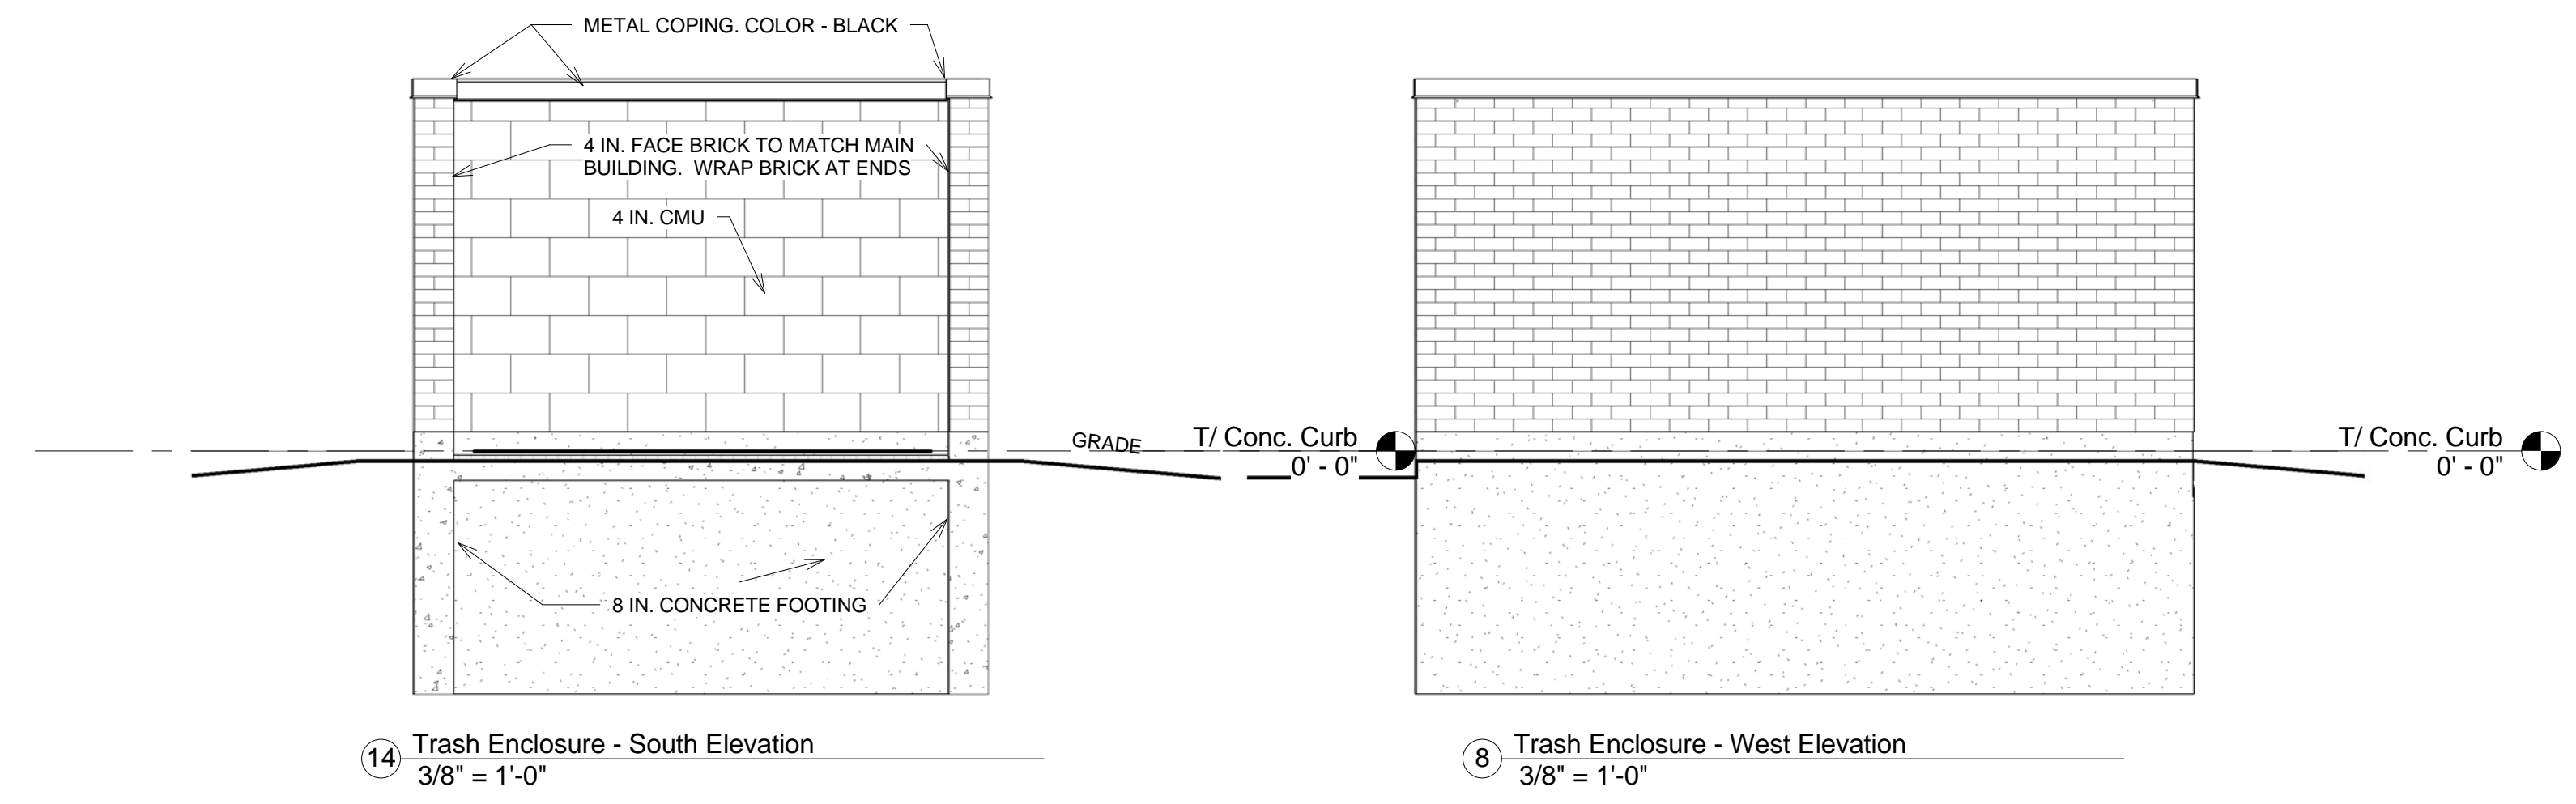 METAL COPING. COLOR - BLACK
4 IN. FACE BRICK TO MATCH MAIN
BUILDING. WRAP BRICK AT ENDS
4 IN. CMU
GRADE
T/ Conc. Curb
0' - 0"
8 IN. CONCRETE FOOTING
14
Trash Enclosure - South Elevation
3/8" = 1'-0"
T/ Conc. Curb
0' - 0"
8
Trash Enclosure - West Elevation
3/8" = 1'-0"